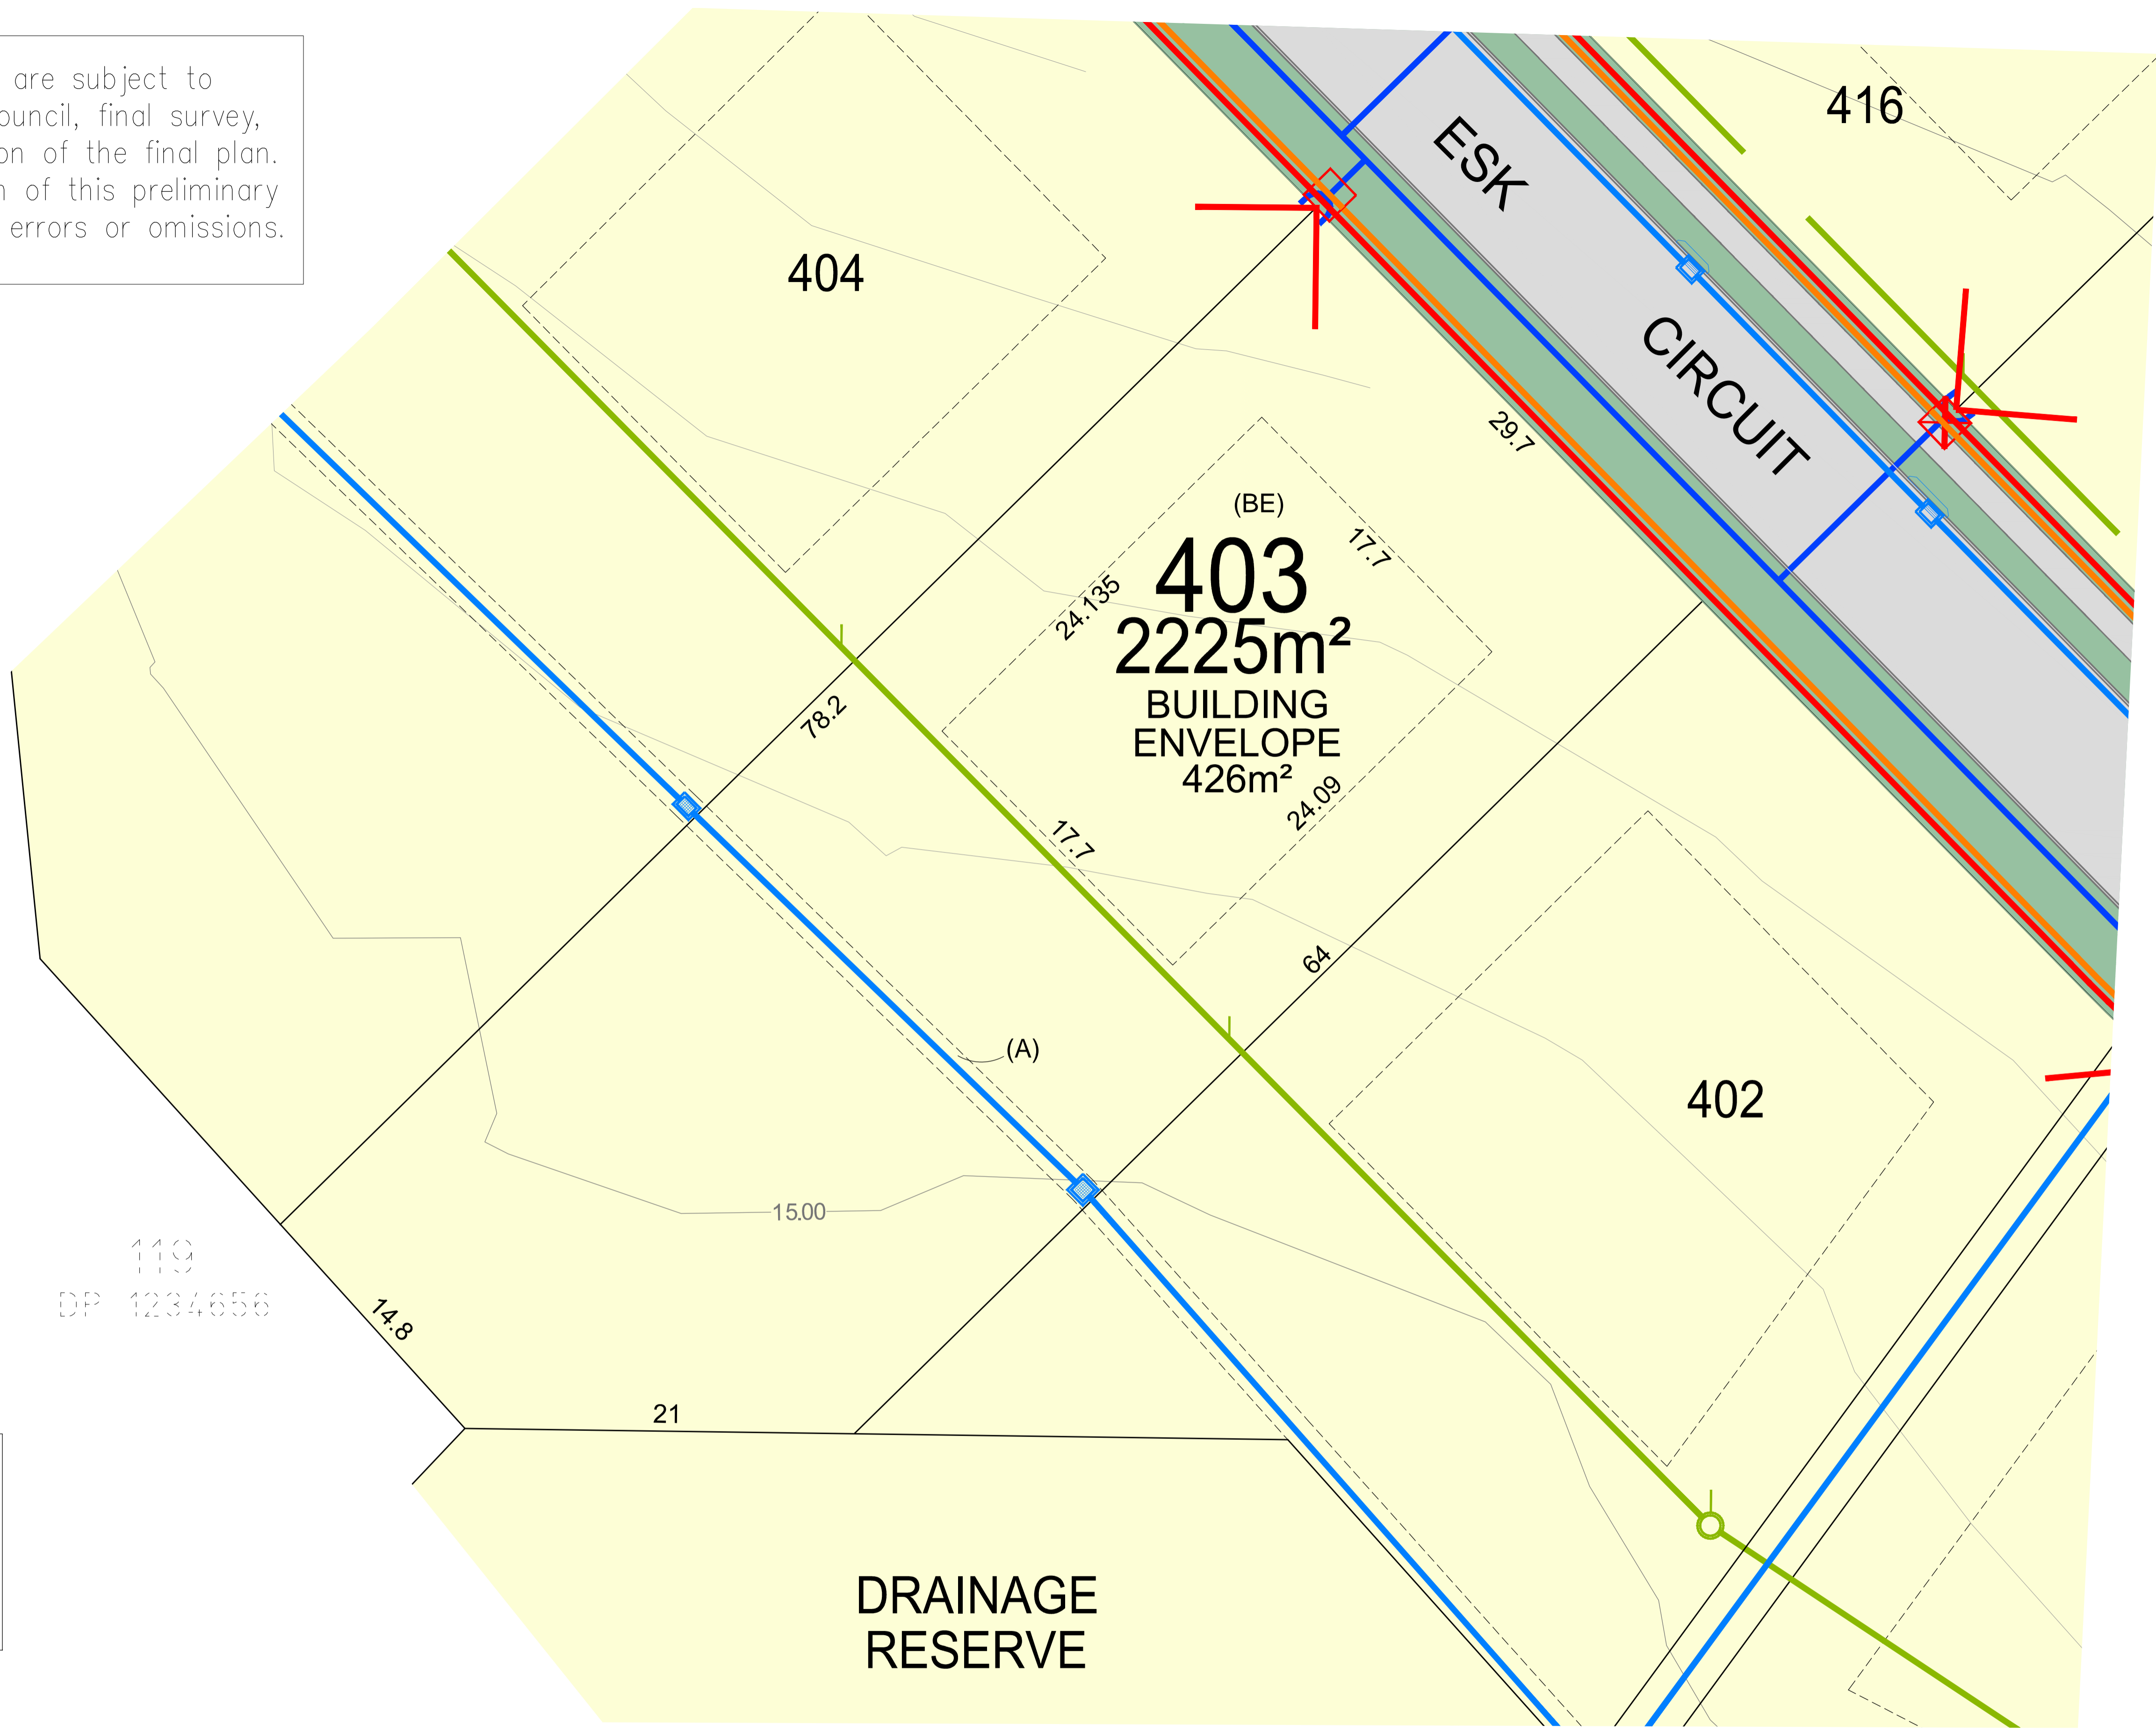 are subject to
ouncil, final survey,
on of the final plan.
n of this preliminary
errors or omissions.
416
ESK
CIRCUIT
404
29.7
(BE)
403
2225m²
BUILDING
ENVELOPE
426m²
17.7
24.135
24.09
17.7
78.2
64
(A)
402
15.00
119
DP 1234656
14.8
21
DRAINAGE
RESERVE